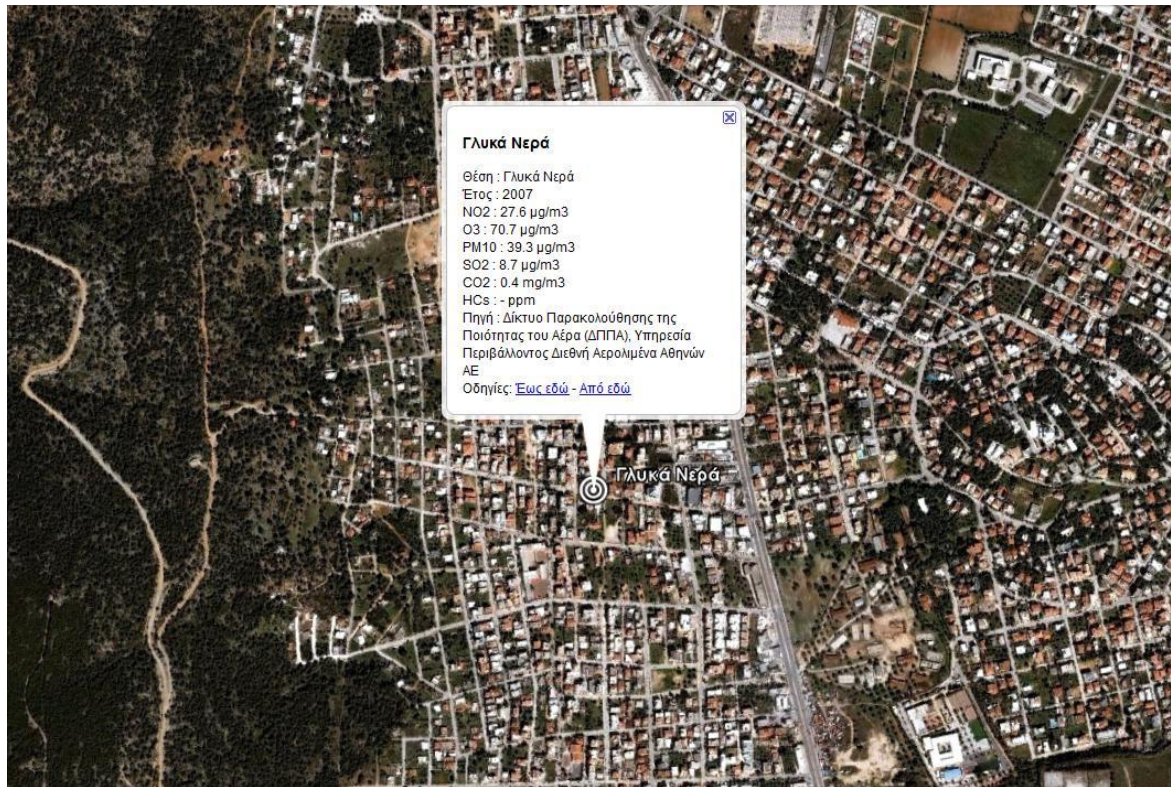 Γλυκά Νερά
Θέση : Γλυκά Νερά
Έτος : 2007
NO2 : 27.6 μg/m3
O3 : 70.7 μg/m3
PM10 : 39.3 μg/m3
SO2 : 8.7 μg/m3
CO2 : 0.4 mg/m3
HCs : - ppm
Πηγή : Δίκτυο Παρακολούθησης της
Ποιότητας του Αέρα (ΔΠΠΑ), Υπηρεσία
Περιβάλλοντος Διεθνή Αερολιμένα Αθηνών
ΑΕ
Οδηγίες: Έως εδώ - Από εδώ
Γλυκά Νερά